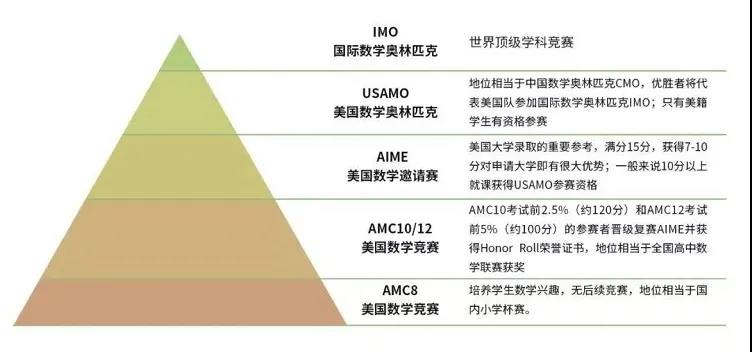 IMO
国际数学奥林匹克
世界顶级学科竞赛
USAMO
美国数学奥林匹克
地位相当于中国数学奥林匹克CMO，优胜者将代
表美国队参加国际数学奥林匹克IMO；只有美籍
学生有资格参赛
AIME
美国数学邀请赛
美国大学录取的重要参考，满分15分，获得7-10
分对申请大学即有很大优势；一般来说10分以上
就课获得USAMO参赛资格
AMC10/12
美国数学竞赛
AMC10考试前2.5%（约120分）和AMC12考试
前5%（约100分）的参赛者晋级复赛AIME并获
得Honor Roll荣誉证书，地位相当于全国高中数
学联赛获奖
AMC8
美国数学竞赛
培养学生数学兴趣，无后续竞赛，地位相当于国
内小学杯赛。